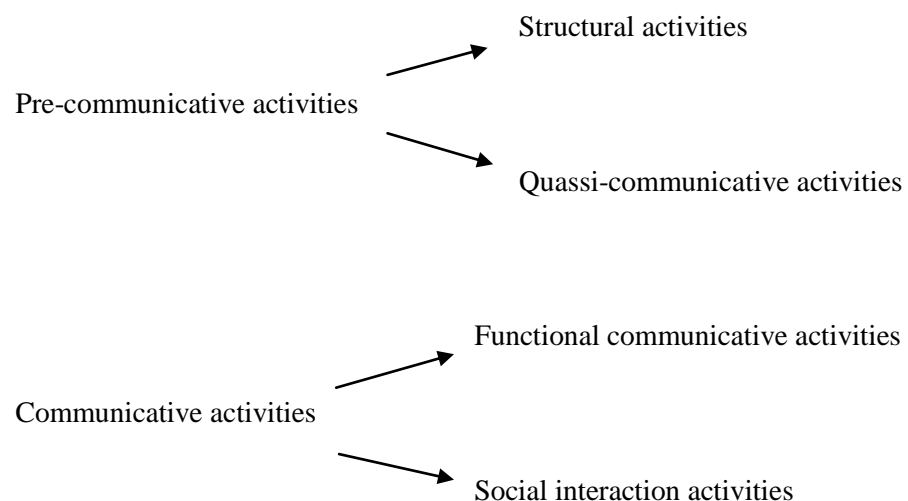 Structural activities
Pre-communicative activities
Quassi-communicative activities
Functional communicative activities
Communicative activities
Social interaction activities